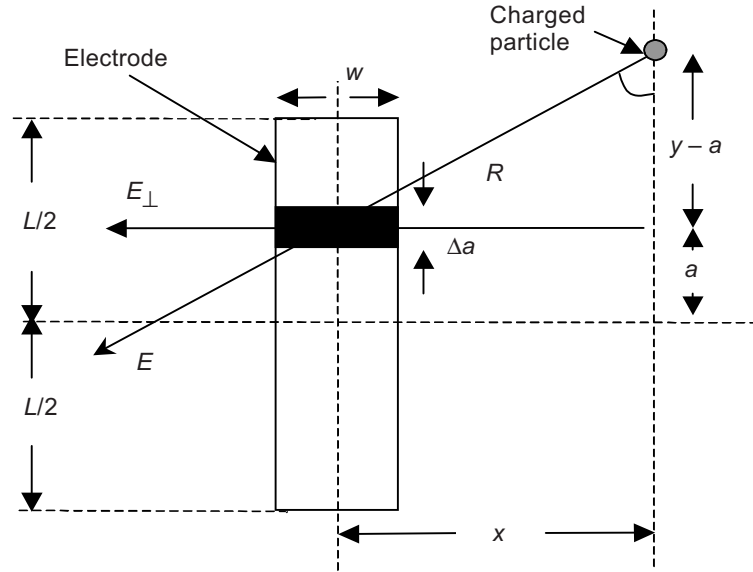 Charged
particle
Electrode
w
y – a
R
E⊥
L/2
Δa
a
E
L/2
x